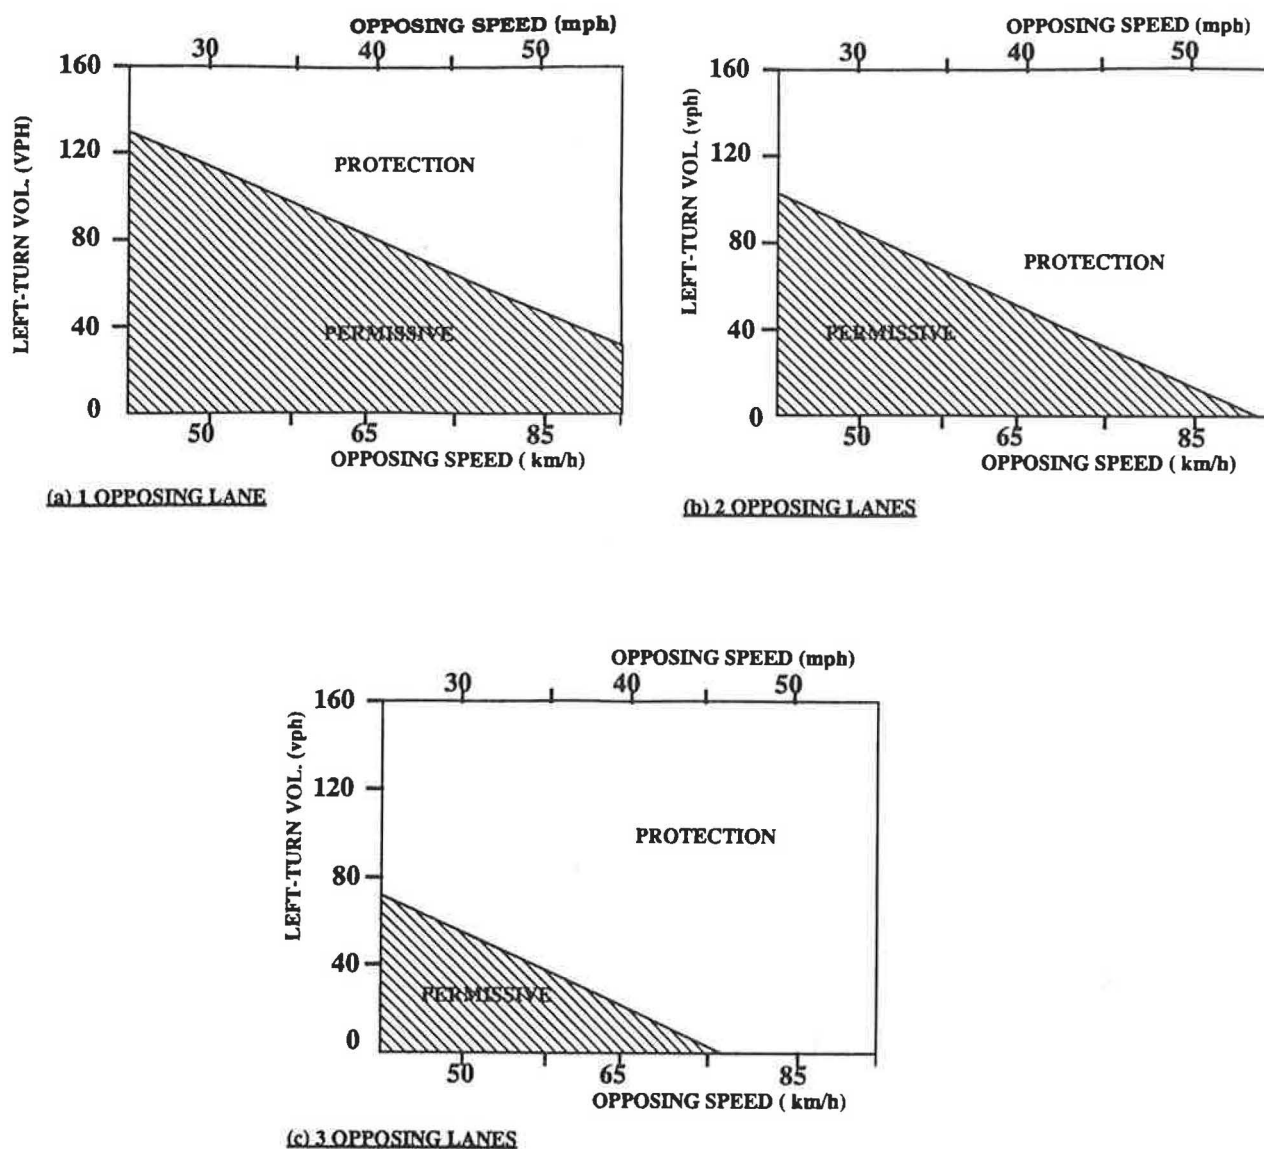 OPPOSING SPEED (mph)
30 40 50
160
120
80
40
0
LEFT-TURN VOL. (VPH)
PROTECTION
PERMISSIVE
50 65 85
OPPOSING SPEED ( km/h)
(a) 1 OPPOSING LANE
OPPOSING SPEED (mph)
30 40 50
160
120
80
40
0
LEFT-TURN VOL. (vph)
PROTECTION
PERMISSIVE
50 65 85
OPPOSING SPEED ( km/h)
(b) 2 OPPOSING LANES
OPPOSING SPEED (mph)
30 40 50
160
120
80
40
0
LEFT-TURN VOL. (vph)
PROTECTION
PERMISSIVE
50 65 85
OPPOSING SPEED ( km/h)
(c) 3 OPPOSING LANES